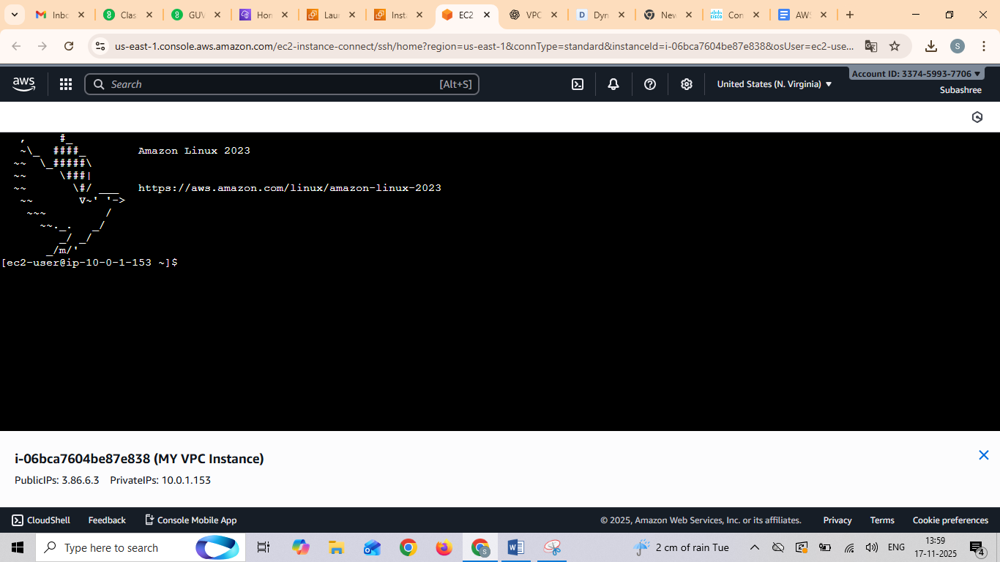 Inbc
Clas
GUV
Hon
Laun
Insta
EC2
VPC
Dyn
New
Con
AWS
us-east-1.console.aws.amazon.com/ec2-instance-connect/ssh/home?region=us-east-1&connType=standard&instanceId=i-06bca7604be87e838&osUser=ec2-use...
S
aws
Search
[Alt+S]
United States (N. Virginia)
Account ID: 3374-5993-7706
Subashree
   ,     #_
   ~\_  ####_        Amazon Linux 2023
  ~~  \_#####\
  ~~     \###|
  ~~       \#/ ___   https://aws.amazon.com/linux/amazon-linux-2023
   ~~       V~' '->
    ~~~         /
      ~~._.   _/
         _/ _/
       _/m/'
[ec2-user@ip-10-0-1-153 ~]$
i-06bca7604be87e838 (MY VPC Instance)
PublicIPs: 3.86.6.3    PrivateIPs: 10.0.1.153
CloudShell
Feedback
Console Mobile App
© 2025, Amazon Web Services, Inc. or its affiliates.
Privacy
Terms
Cookie preferences
Type here to search
2 cm of rain Tue
ENG
13:59
17-11-2025
4